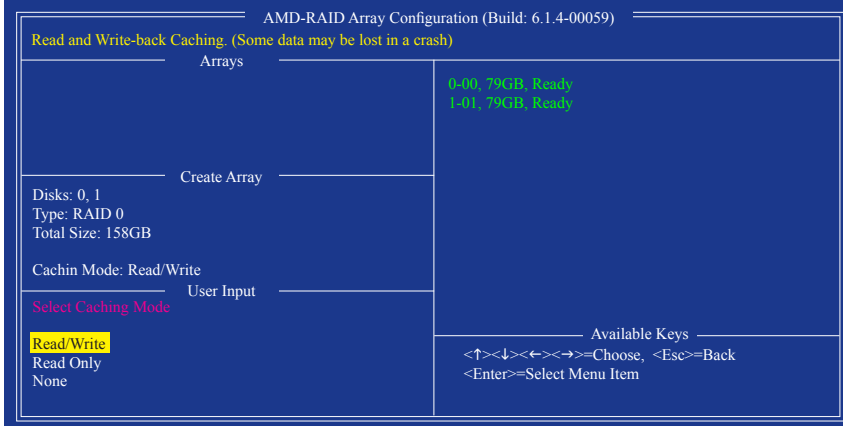 AMD-RAID Array Configuration (Build: 6.1.4-00059)
Read and Write-back Caching. (Some data may be lost in a crash)
Arrays
0-00, 79GB, Ready
1-01, 79GB, Ready
Create Array
Disks: 0, 1
Type: RAID 0
Total Size: 158GB
Cachin Mode: Read/Write
User Input
Select Caching Mode
Read/Write
Read Only
None
Available Keys
<↑><↓><←><→>=Choose, <Esc>=Back
<Enter>=Select Menu Item